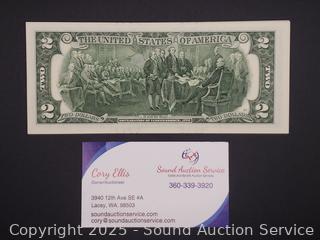 THE UNITED STATES OF AMERICA
2
2
TWO
TWO
2
2
TWO DOLLARS
TWO DOLLARS
Cory Ellis
Owner/Auctioneer
Sound Auction Service
360-339-3920
3940 12th Ave SE #A
Lacey, WA. 98503
soundauctionservice.com
cory@soundauctionservice.com
Copyright 2025 - Sound Auction Service